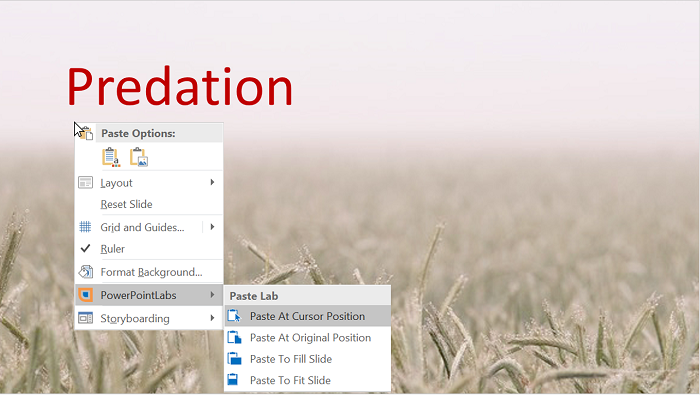 Predation
Paste Options:
Layout
Reset Slide
Grid and Guides...
Ruler
Format Background...
PowerPointLabs
Storyboarding
Paste Lab
Paste At Cursor Position
Paste At Original Position
Paste To Fill Slide
Paste To Fit Slide